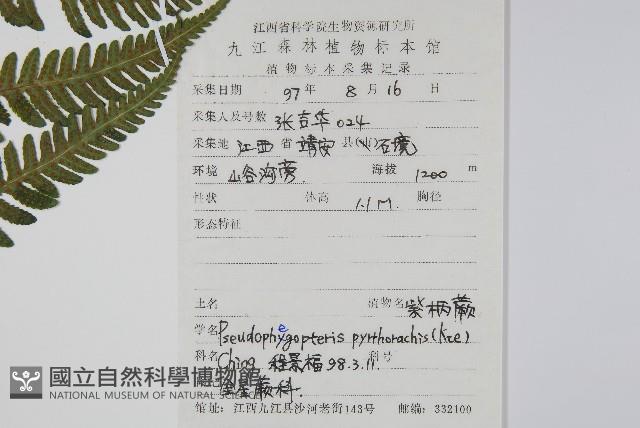 江西省科学院生物资源研究所
九江森林植物标本馆
植物标本采集记录
采集日期 97年 8月16日
采集人及号数 张吉华 024
采集地 江西省靖安县(市)石境
环境 山谷沟旁 海拔 1200 m
性状 体高 1.1M. 胸径
形态特征
土名 植物名 紫柄蕨
学名 Pseudophegopteris pyrrhorachis (Kze)
科名 Ching 程景福 98.3.11. 科号
金星蕨科.
馆址:江西九江县沙河老街143号 邮编:332100
國立自然科學博物館
NATIONAL MUSEUM OF NATURAL